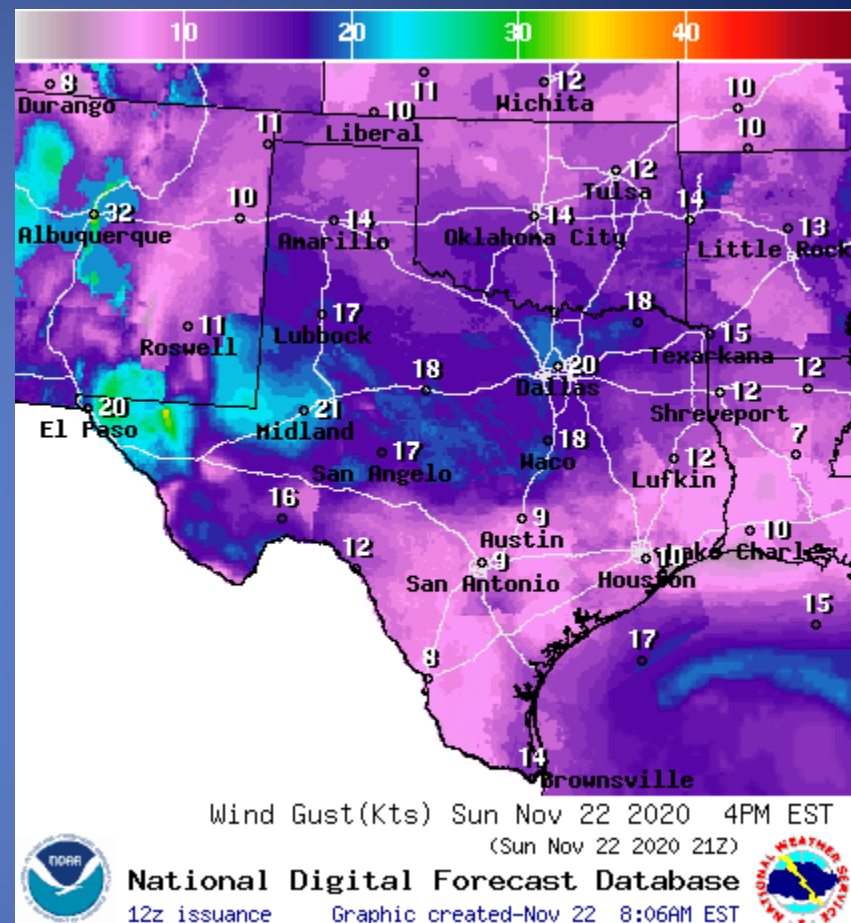 10 20 30 40
8 11 12 10
Durango Wichita
10
Liberal
11 10
12
Tulsa
32 10 14 14 14 13
Albuquerque Amarillo Oklahoma City Little Rock
17 18
11 Lubbock 15
Roswell Texarkana
20
18 Dallas 12 12
20 21 Shreveport
El Paso Midland
17 18 7
San Angelo Waco 12
Lufkin
16 9 10
Austin
12 9 10 Lake Charles
San Antonio Houston
15
17
8
14
Brownsville
Wind Gust(Kts) Sun Nov 22 2020 4PM EST
(Sun Nov 22 2020 21Z)
NOAA
NATIONAL WEATHER SERVICE
National Digital Forecast Database
12z issuance Graphic created-Nov 22 8:06AM EST